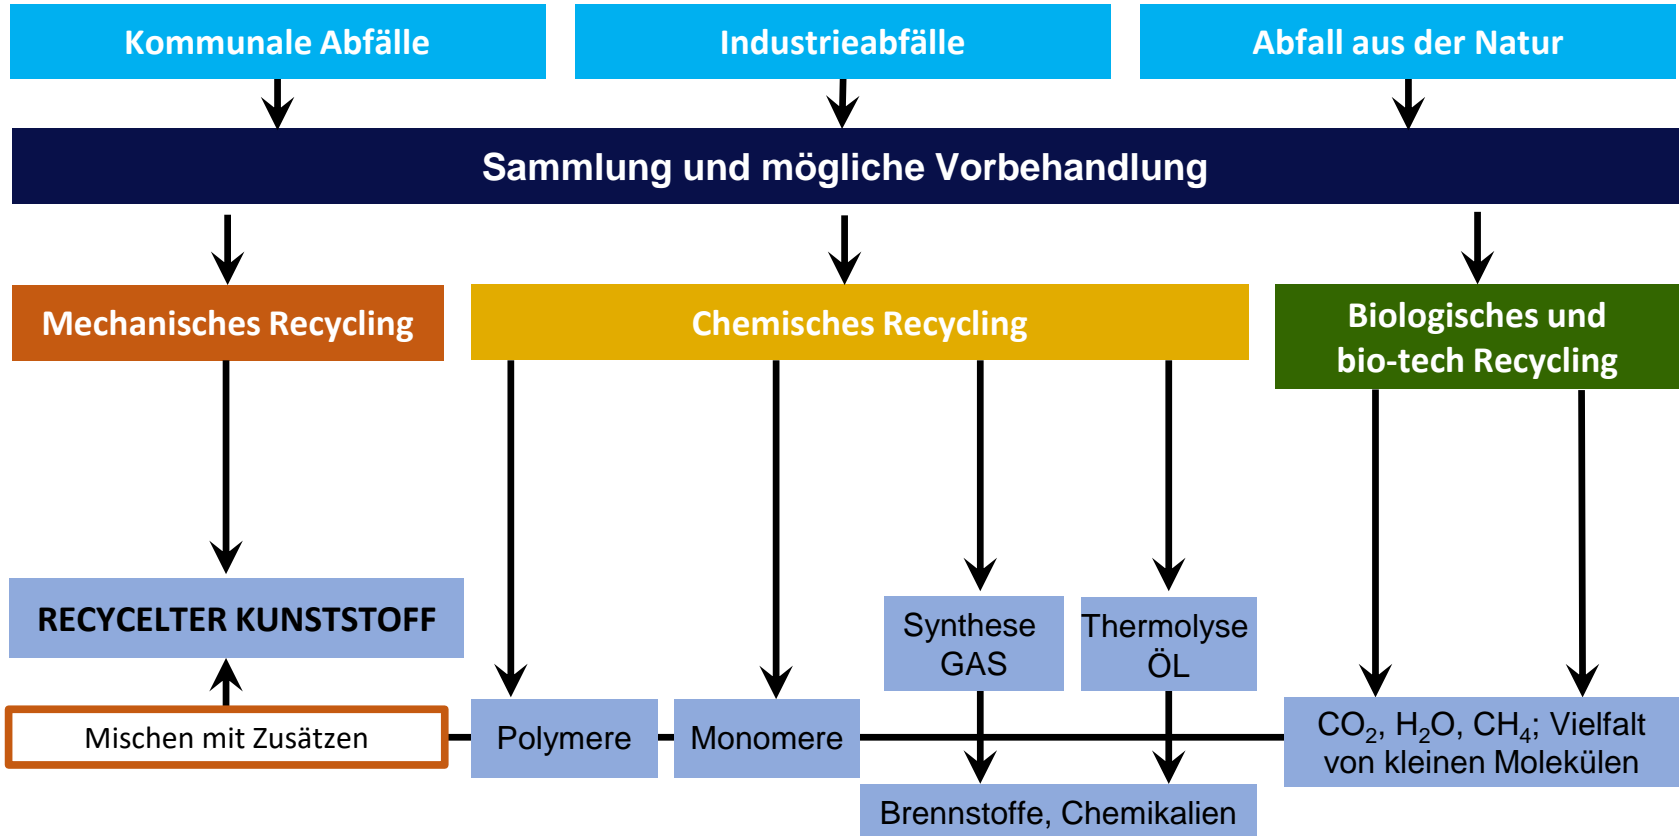 Kommunale Abfälle
Industrieabfälle
Abfall aus der Natur
Sammlung und mögliche Vorbehandlung
Mechanisches Recycling
Chemisches Recycling
Biologisches und
bio-tech Recycling
RECYCELTER KUNSTSTOFF
Synthese
GAS
Thermolyse
ÖL
Mischen mit Zusätzen
Polymere
Monomere
CO₂, H₂O, CH₄; Vielfalt
von kleinen Molekülen
Brennstoffe, Chemikalien